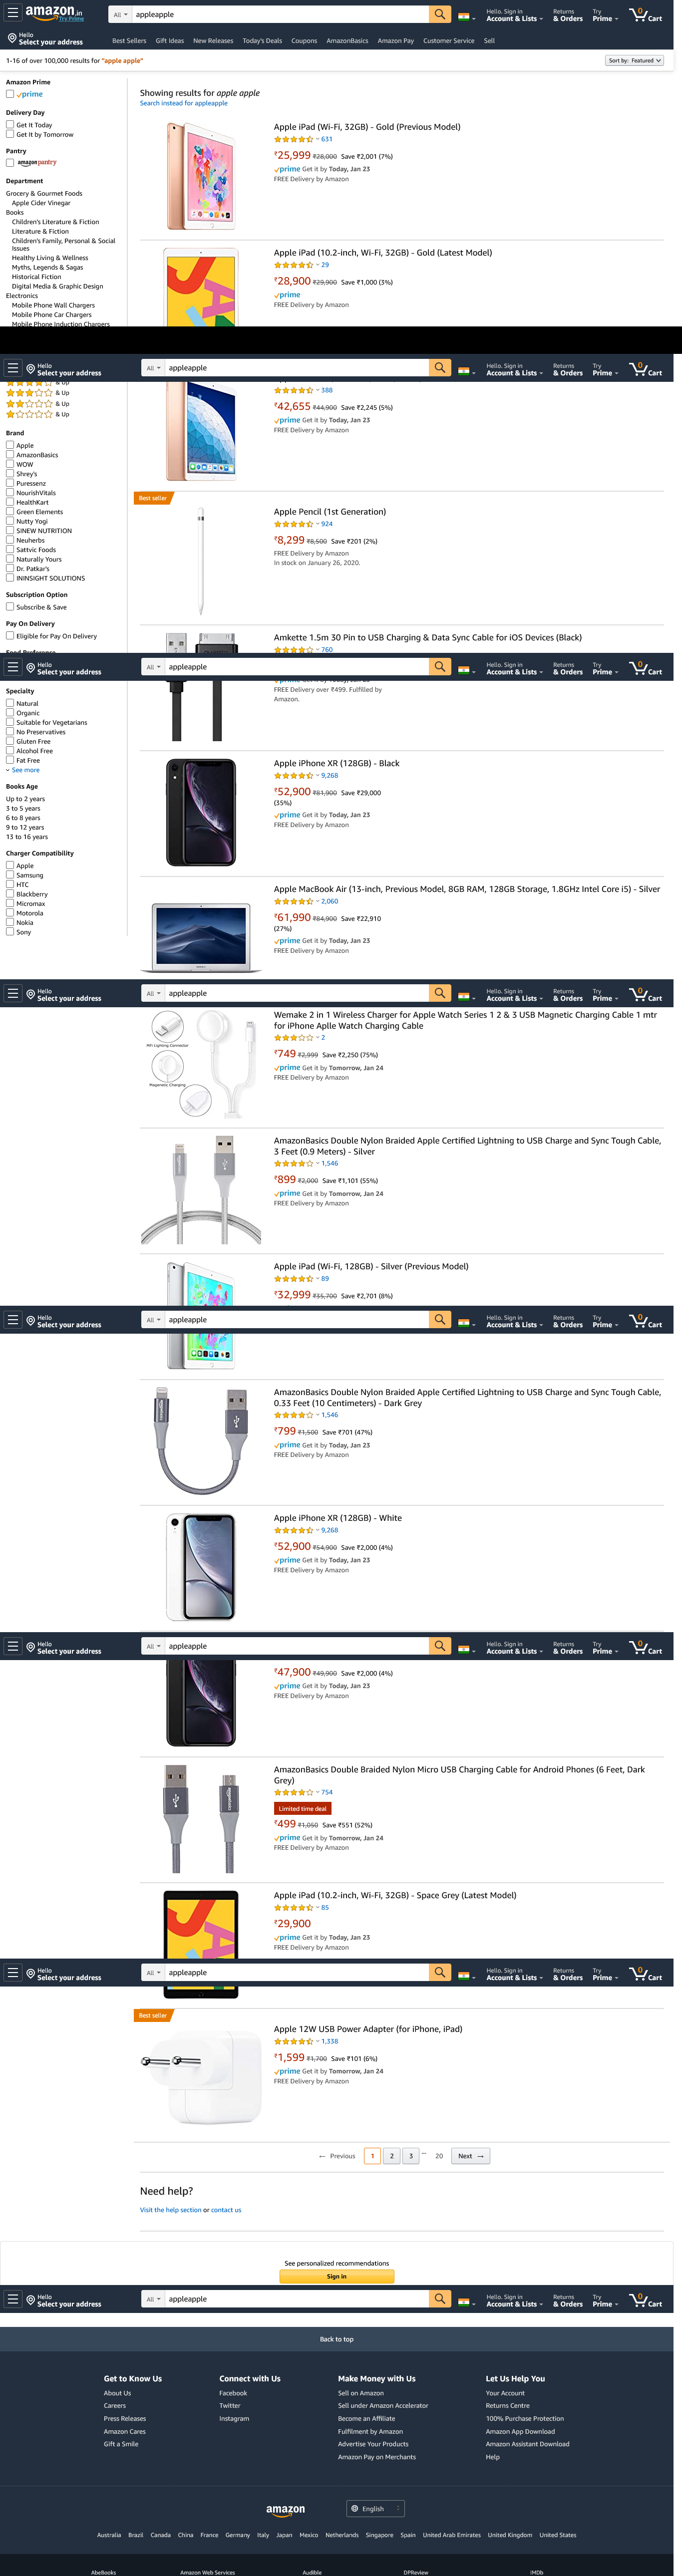 amazon.in
Try Prime
All
appleapple
Hello. Sign in
Account & Lists
Returns
& Orders
Try
Prime
0
Cart
Hello
Select your address
Best Sellers
Gift Ideas
New Releases
Today's Deals
Coupons
AmazonBasics
Amazon Pay
Customer Service
Sell
1-16 of over 100,000 results for "apple apple"
Sort by: Featured
Amazon Prime
prime
Delivery Day
Get It Today
Get It by Tomorrow
Pantry
amazon pantry
Department
Grocery & Gourmet Foods
Apple Cider Vinegar
Books
Children's Literature & Fiction
Literature & Fiction
Children's Family, Personal & Social
Issues
Healthy Living & Wellness
Myths, Legends & Sagas
Historical Fiction
Digital Media & Graphic Design
Electronics
Mobile Phone Wall Chargers
Mobile Phone Car Chargers
Mobile Phone Induction Chargers
Showing results for apple apple
Search instead for appleapple
Apple iPad (Wi-Fi, 32GB) - Gold (Previous Model)
631
₹25,999 ₹28,000 Save ₹2,001 (7%)
prime Get it by Today, Jan 23
FREE Delivery by Amazon
Apple iPad (10.2-inch, Wi-Fi, 32GB) - Gold (Latest Model)
29
₹28,900 ₹29,900 Save ₹1,000 (3%)
prime
FREE Delivery by Amazon
Hello
Select your address
All
appleapple
Hello. Sign in
Account & Lists
Returns
& Orders
Try
Prime
0
Cart
& Up
& Up
& Up
& Up
Brand
Apple
AmazonBasics
WOW
Shrey's
Puressenz
NourishVitals
HealthKart
Green Elements
Nutty Yogi
SINEW NUTRITION
Neuherbs
Sattvic Foods
Naturally Yours
Dr. Patkar's
ININSIGHT SOLUTIONS
Subscription Option
Subscribe & Save
Pay On Delivery
Eligible for Pay On Delivery
388
₹42,655 ₹44,900 Save ₹2,245 (5%)
prime Get it by Today, Jan 23
FREE Delivery by Amazon
Best seller
Apple Pencil (1st Generation)
924
₹8,299 ₹8,500 Save ₹201 (2%)
FREE Delivery by Amazon
In stock on January 26, 2020.
Amkette 1.5m 30 Pin to USB Charging & Data Sync Cable for iOS Devices (Black)
760
Hello
Select your address
All
appleapple
Hello. Sign in
Account & Lists
Returns
& Orders
Try
Prime
0
Cart
Specialty
Natural
Organic
Suitable for Vegetarians
No Preservatives
Gluten Free
Alcohol Free
Fat Free
See more
Books Age
Up to 2 years
3 to 5 years
6 to 8 years
9 to 12 years
13 to 16 years
Charger Compatibility
Apple
Samsung
HTC
Blackberry
Micromax
Motorola
Nokia
Sony
FREE Delivery over ₹499. Fulfilled by
Amazon.
Apple iPhone XR (128GB) - Black
9,268
₹52,900 ₹81,900 Save ₹29,000
(35%)
prime Get it by Today, Jan 23
FREE Delivery by Amazon
Apple MacBook Air (13-inch, Previous Model, 8GB RAM, 128GB Storage, 1.8GHz Intel Core i5) - Silver
2,060
₹61,990 ₹84,900 Save ₹22,910
(27%)
prime Get it by Today, Jan 23
FREE Delivery by Amazon
Hello
Select your address
All
appleapple
Hello. Sign in
Account & Lists
Returns
& Orders
Try
Prime
0
Cart
MFI Lighting Connector
Magenetic Charging
Wemake 2 in 1 Wireless Charger for Apple Watch Series 1 2 & 3 USB Magnetic Charging Cable 1 mtr
for iPhone Aplle Watch Charging Cable
2
₹749 ₹2,999 Save ₹2,250 (75%)
prime Get it by Tomorrow, Jan 24
FREE Delivery by Amazon
AmazonBasics Double Nylon Braided Apple Certified Lightning to USB Charge and Sync Tough Cable,
3 Feet (0.9 Meters) - Silver
1,546
₹899 ₹2,000 Save ₹1,101 (55%)
prime Get it by Tomorrow, Jan 24
FREE Delivery by Amazon
Apple iPad (Wi-Fi, 128GB) - Silver (Previous Model)
89
₹32,999 ₹35,700 Save ₹2,701 (8%)
Hello
Select your address
All
appleapple
Hello. Sign in
Account & Lists
Returns
& Orders
Try
Prime
0
Cart
AmazonBasics Double Nylon Braided Apple Certified Lightning to USB Charge and Sync Tough Cable,
0.33 Feet (10 Centimeters) - Dark Grey
1,546
₹799 ₹1,500 Save ₹701 (47%)
prime Get it by Today, Jan 23
FREE Delivery by Amazon
Apple iPhone XR (128GB) - White
9,268
₹52,900 ₹54,900 Save ₹2,000 (4%)
prime Get it by Today, Jan 23
FREE Delivery by Amazon
Hello
Select your address
All
appleapple
Hello. Sign in
Account & Lists
Returns
& Orders
Try
Prime
0
Cart
₹47,900 ₹49,900 Save ₹2,000 (4%)
prime Get it by Today, Jan 23
FREE Delivery by Amazon
AmazonBasics Double Braided Nylon Micro USB Charging Cable for Android Phones (6 Feet, Dark
Grey)
754
Limited time deal
₹499 ₹1,050 Save ₹551 (52%)
prime Get it by Tomorrow, Jan 24
FREE Delivery by Amazon
Apple iPad (10.2-inch, Wi-Fi, 32GB) - Space Grey (Latest Model)
85
₹29,900
prime Get it by Today, Jan 23
FREE Delivery by Amazon
Hello
Select your address
All
appleapple
Hello. Sign in
Account & Lists
Returns
& Orders
Try
Prime
0
Cart
Best seller
Apple 12W USB Power Adapter (for iPhone, iPad)
1,338
₹1,599 ₹1,700 Save ₹101 (6%)
prime Get it by Tomorrow, Jan 24
FREE Delivery by Amazon
← Previous 1 2 3 ... 20 Next →
Need help?
Visit the help section or contact us
See personalized recommendations
Sign in
Hello
Select your address
All
appleapple
Hello. Sign in
Account & Lists
Returns
& Orders
Try
Prime
0
Cart
Back to top
Get to Know Us
About Us
Careers
Press Releases
Amazon Cares
Gift a Smile
Connect with Us
Facebook
Twitter
Instagram
Make Money with Us
Sell on Amazon
Sell under Amazon Accelerator
Become an Affiliate
Fulfilment by Amazon
Advertise Your Products
Amazon Pay on Merchants
Let Us Help You
Your Account
Returns Centre
100% Purchase Protection
Amazon App Download
Amazon Assistant Download
Help
amazon
English
Australia Brazil Canada China France Germany Italy Japan Mexico Netherlands Singapore Spain United Arab Emirates United Kingdom United States
AbeBooks
Amazon Web Services
Audible
DPReview
IMDb